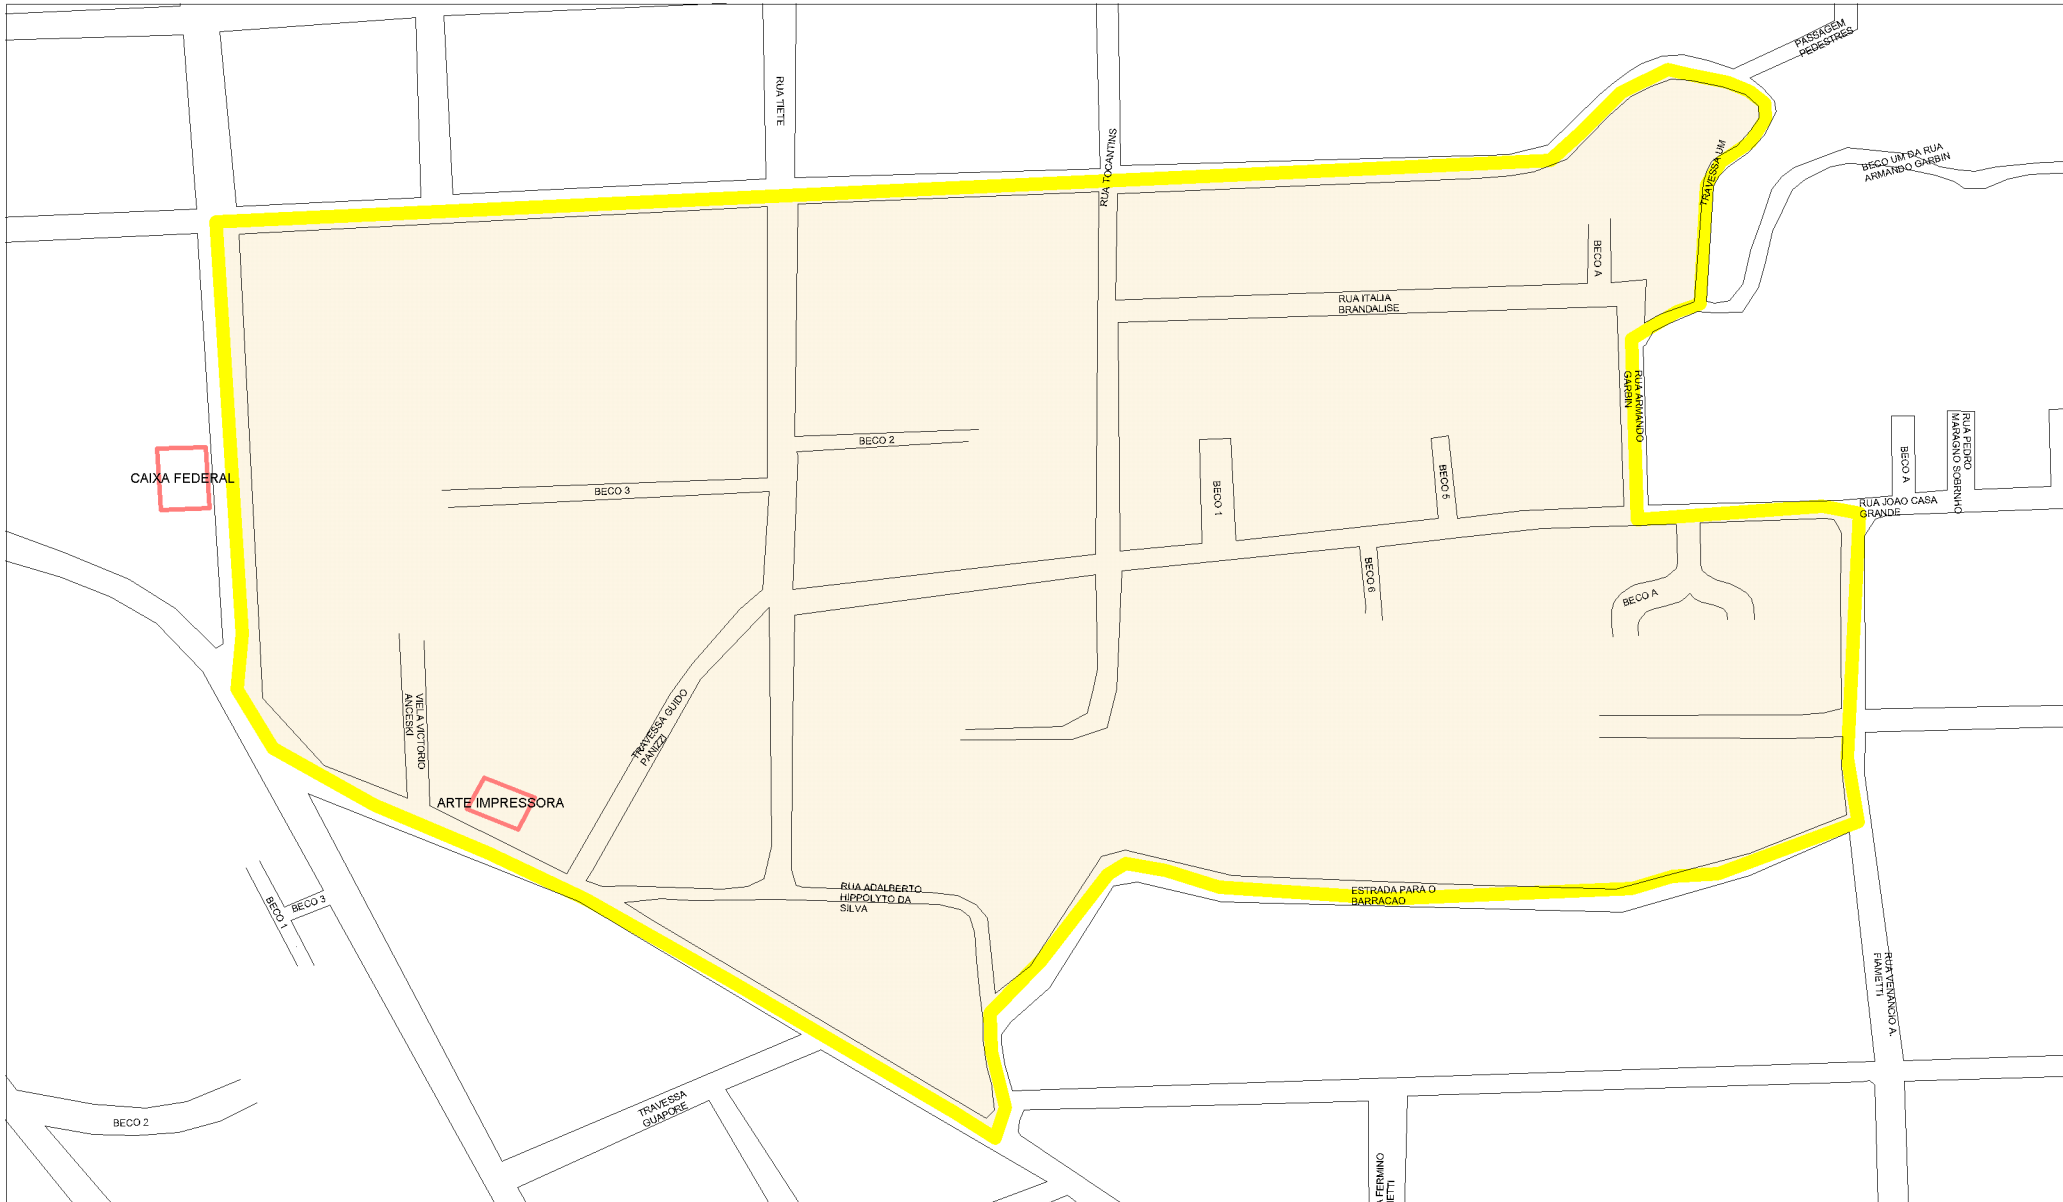 PASSAGEM
PEDESTRES
RUA TIETE
RUA TOCANTINS
TRAVESSA UM
BECO UM DA RUA
ARMANDO GARBIN
BECO A
RUA ITALIA
BRANDALISE
RUA ARMANDO
GARBIN
BECO 2
CAIXA FEDERAL
BECO 3
BECO 1
BECO 5
BECO A
RUA PEDRO
MARAGNO SOBRNHO
RUA JOAO CASA
GRANDE
BECO 6
BECO A
VIELA VICTORIO
ANCESKI
TRAVESSA GUIDO
PANIZZI
ARTE IMPRESSORA
RUA ADALBERTO
HIPPOLYTO DA
SILVA
ESTRADA PARA O
BARRACAO
BECO 3
BECO 1
RUA VENANCIO A.
FIAMETTI
TRAVESSA
GUAPORE
BECO 2
FERMINO